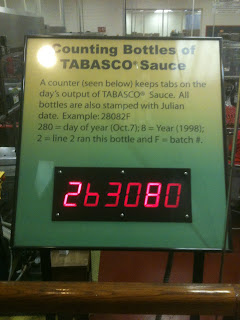 Counting Bottles of
TABASCO® Sauce
A counter (seen below) keeps tabs on the
day's output of TABASCO® Sauce. All
bottles are also stamped with Julian
date. Example: 28082F
280 = day of year (Oct.7); 8 = Year (1998);
2 = line 2 ran this bottle and F = batch #.
263080